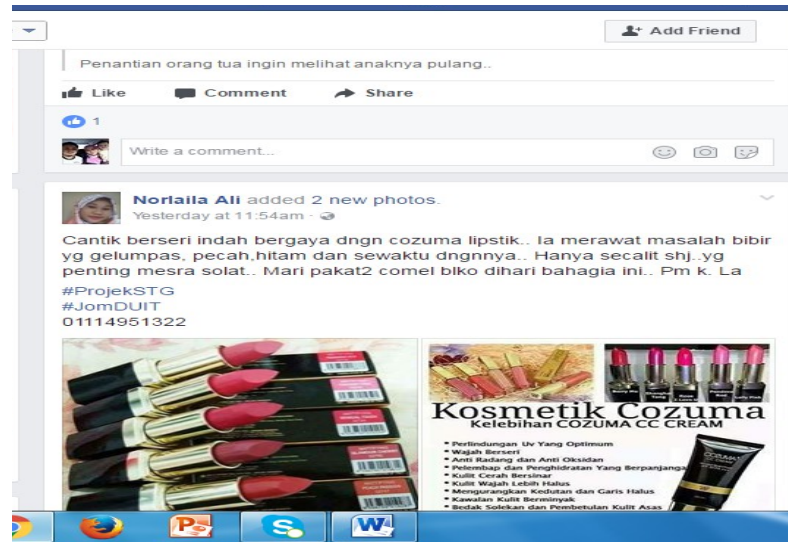 Add Friend
Penantian orang tua ingin melihat anaknya pulang..
Like Comment Share
1
Write a comment...
Norlaila Ali added 2 new photos.
Yesterday at 11:54am ·
Cantik berseri indah bergaya dngn cozuma lipstik.. Ia merawat masalah bibir
yg gelumpas, pecah,hitam dan sewaktu dngnnya.. Hanya secalit shj..yg
penting mesra solat.. Mari pakat2 comel blko dihari bahagia ini.. Pm k. La
#ProjekSTG
#JomDUIT
01114951322
Kosmetik Cozuma
Kelebihan COZUMA CC CREAM
* Perlindungan Uv Yang Optimum
* Wajah Berseri
* Anti Radang dan Anti Oksidan
* Pelembap dan Penghidratan Yang Berpanjanga
* Kulit Cerah Bersinar
* Kulit Wajah Lebih Halus
* Mengurangkan Kedutan dan Garis Halus
* Kawalan Kulit Berminyak
* Bedak Solekan dan Pembetulan Kulit Asas
COZUMA